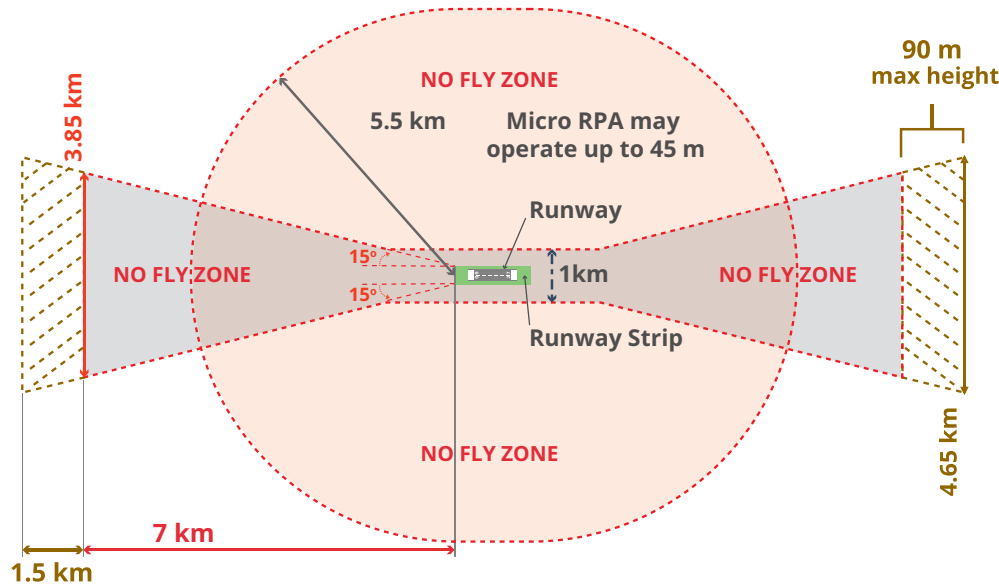 90 m
max height
NO FLY ZONE
3.85 km
5.5 km
Micro RPA may
operate up to 45 m
Runway
15º
NO FLY ZONE
1km
NO FLY ZONE
15º
Runway Strip
4.65 km
NO FLY ZONE
7 km
1.5 km